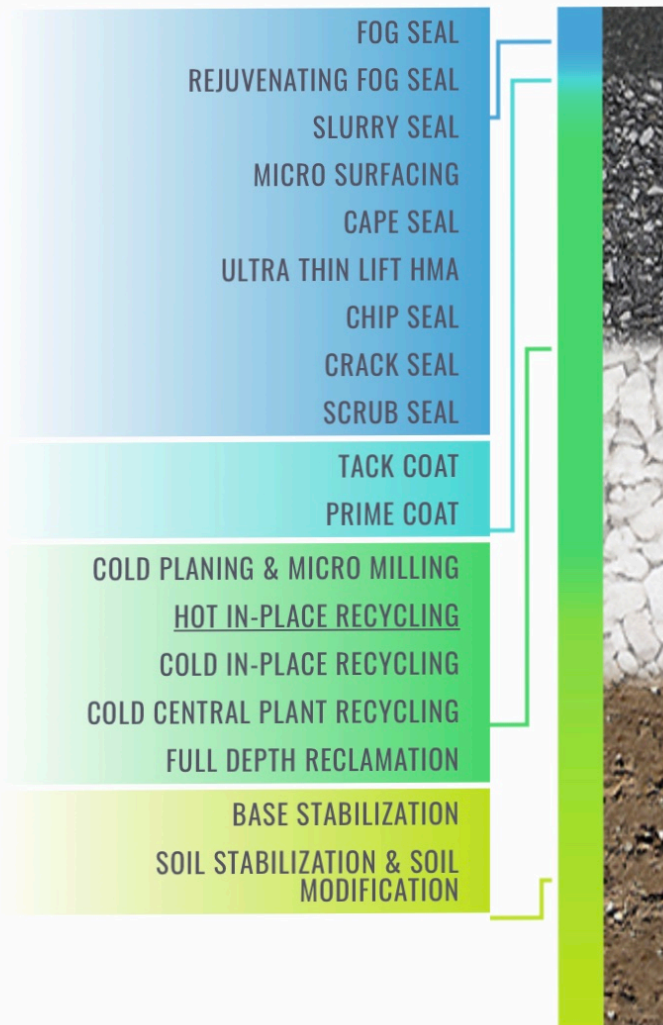 FOG SEAL
REJUVENATING FOG SEAL
SLURRY SEAL
MICRO SURFACING
CAPE SEAL
ULTRA THIN LIFT HMA
CHIP SEAL
CRACK SEAL
SCRUB SEAL
TACK COAT
PRIME COAT
COLD PLANING & MICRO MILLING
HOT IN-PLACE RECYCLING
COLD IN-PLACE RECYCLING
COLD CENTRAL PLANT RECYCLING
FULL DEPTH RECLAMATION
BASE STABILIZATION
SOIL STABILIZATION & SOIL
MODIFICATION